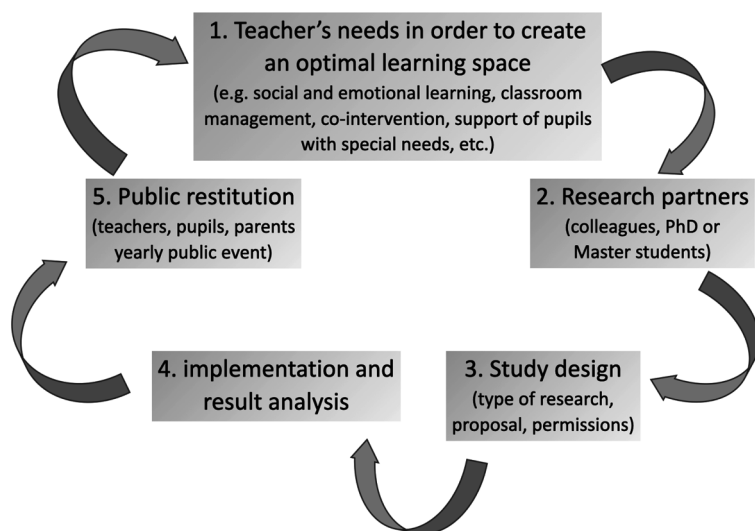 1. Teacher’s needs in order to create
an optimal learning space
(e.g. social and emotional learning, classroom
management, co-intervention, support of pupils
with special needs, etc.)
2. Research partners
(colleagues, PhD or
Master students)
3. Study design
(type of research,
proposal, permissions)
4. implementation and
result analysis
5. Public restitution
(teachers, pupils, parents
yearly public event)